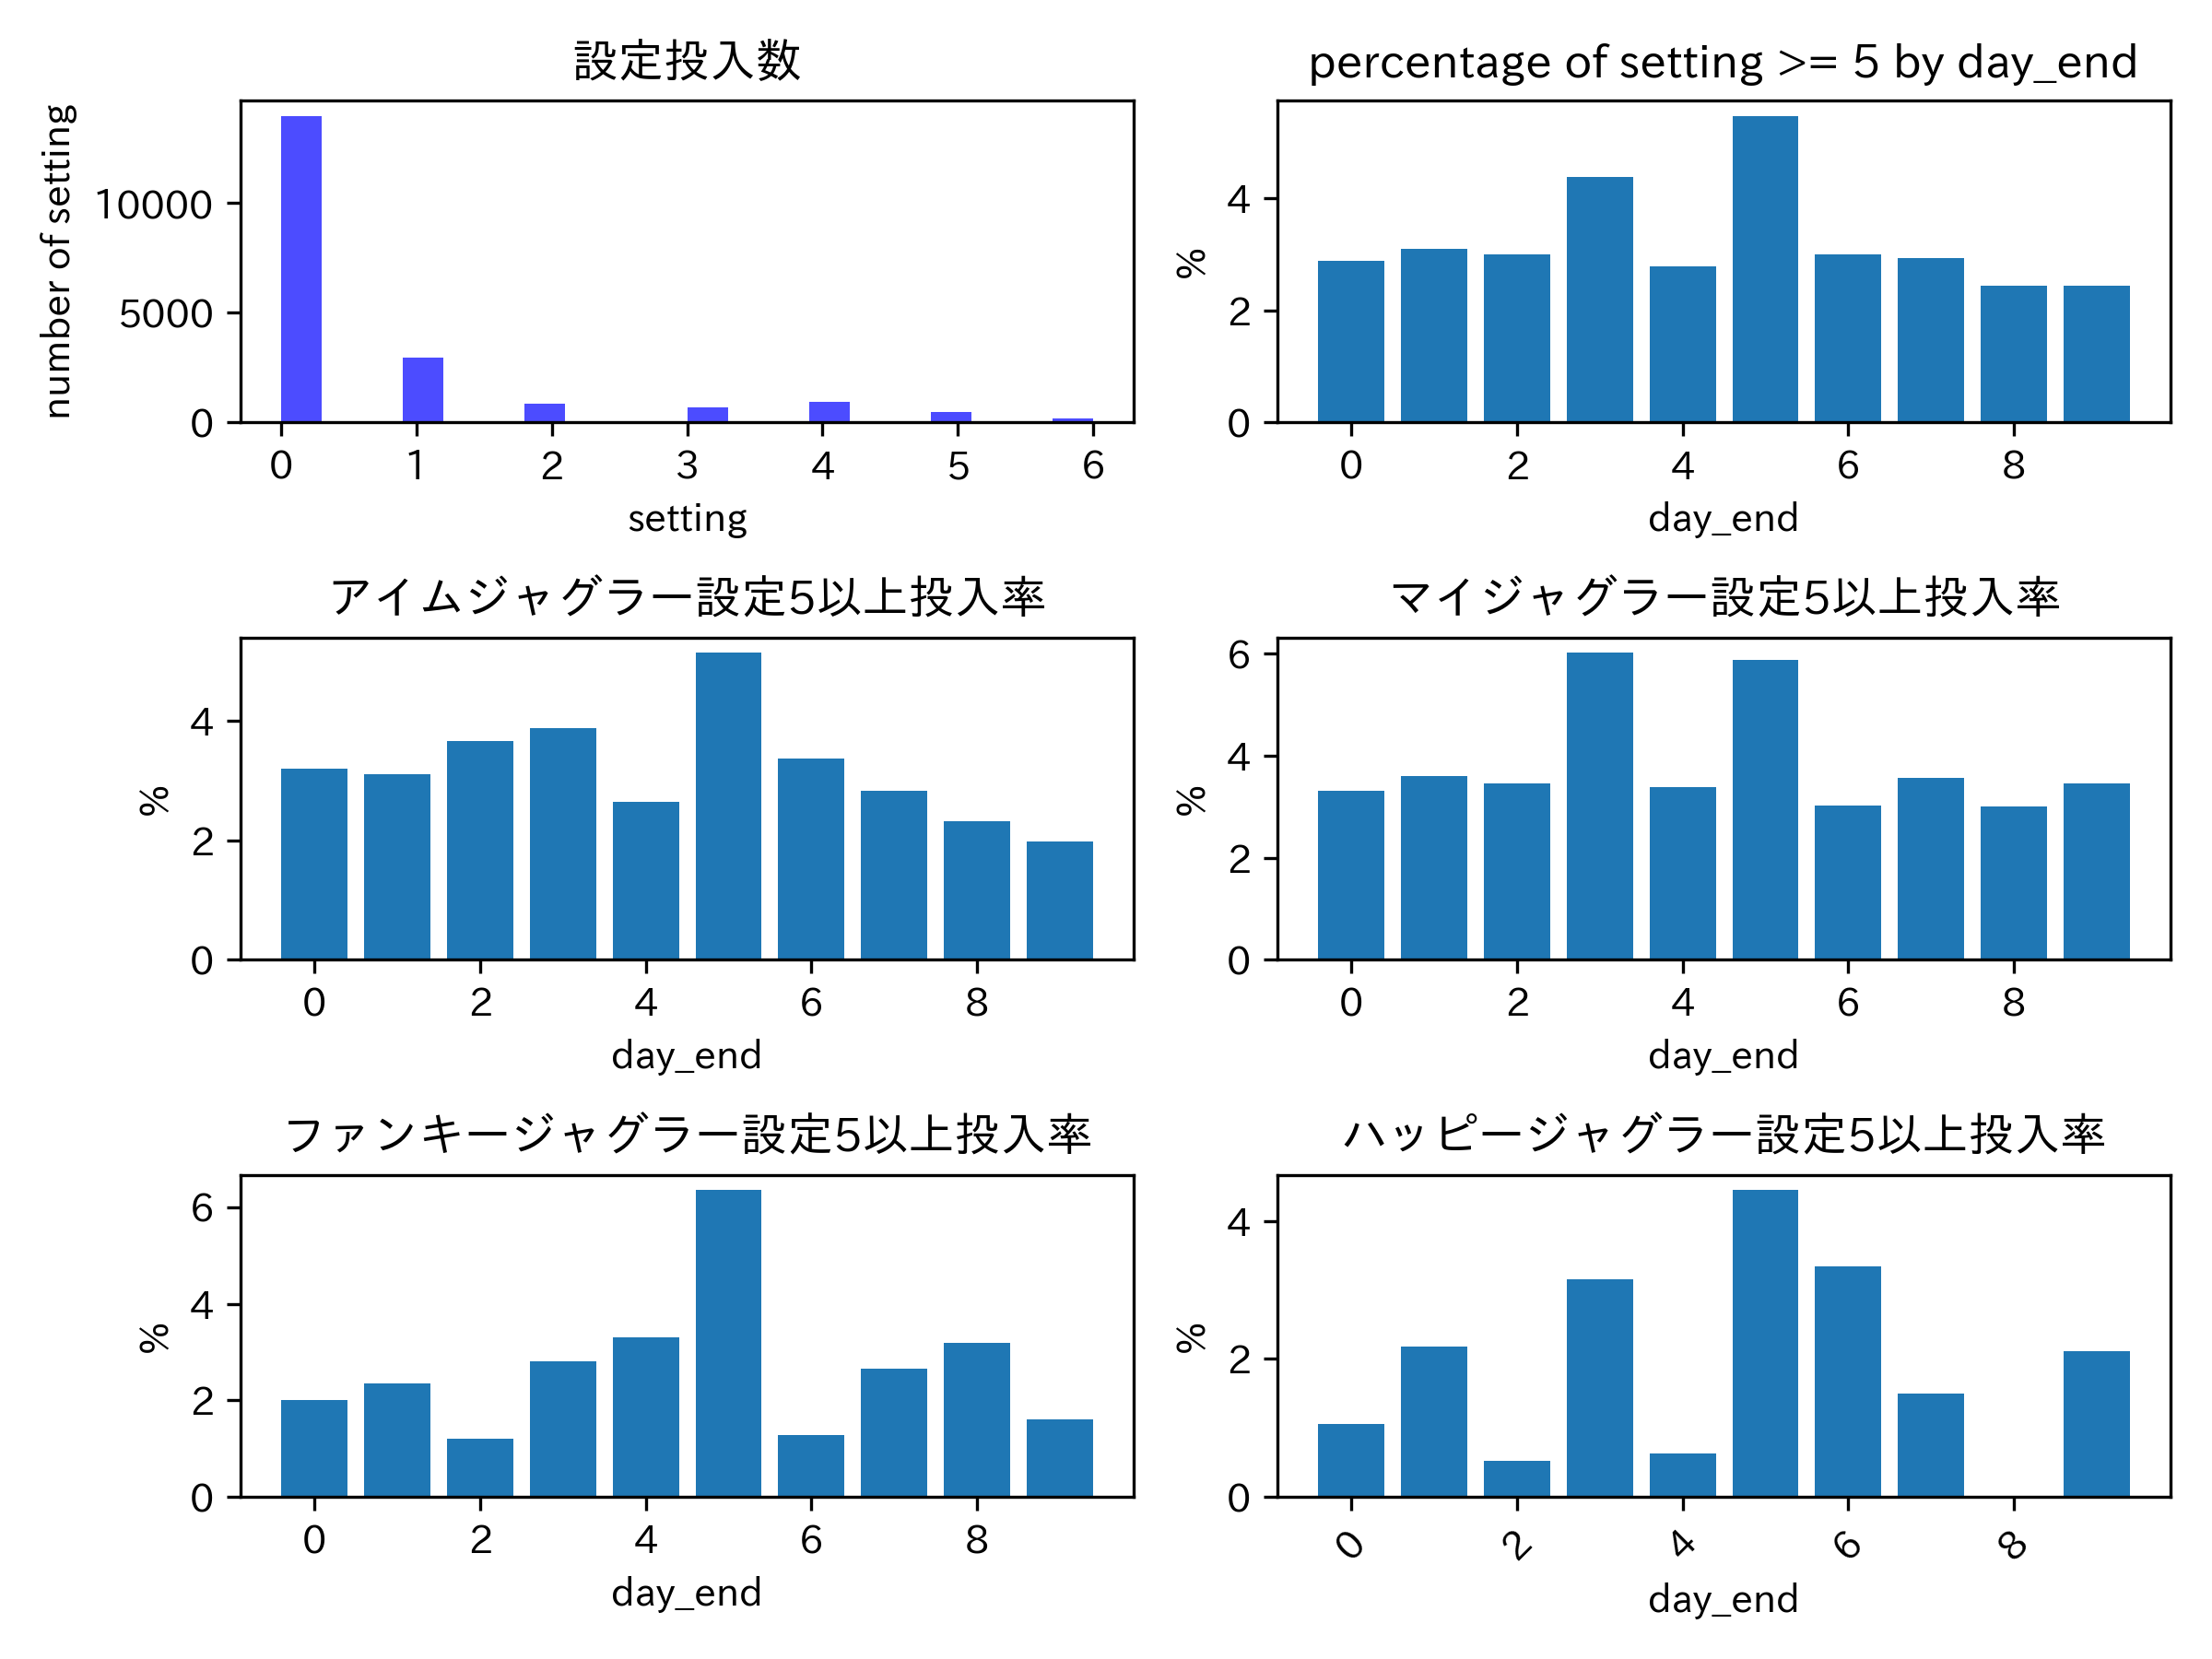 設定投入数
number of setting
10000
5000
0
0 1 2 3 4 5 6
setting
percentage of setting >= 5 by day_end
%
4
2
0
0 2 4 6 8
day_end
アイムジャグラー設定5以上投入率
%
4
2
0
0 2 4 6 8
day_end
マイジャグラー設定5以上投入率
%
6
4
2
0
0 2 4 6 8
day_end
ファンキージャグラー設定5以上投入率
%
6
4
2
0
0 2 4 6 8
day_end
ハッピージャグラー設定5以上投入率
%
4
2
0
0 2 4 6 8
day_end